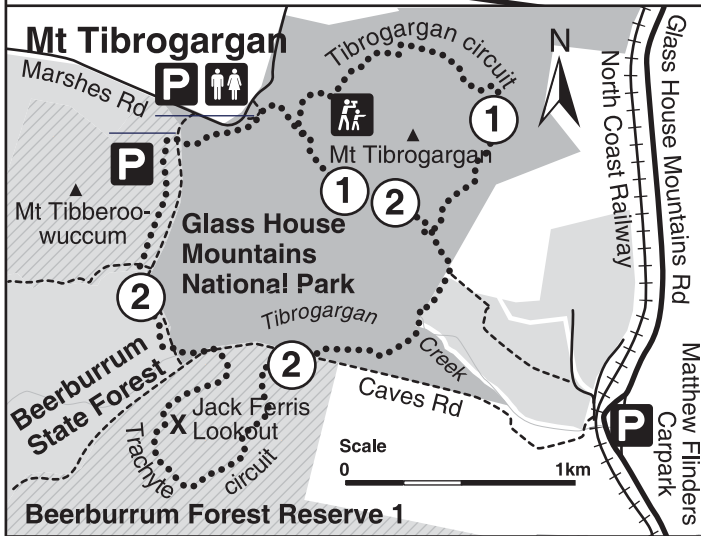 Mt Tibrogargan
Marshes Rd
P
P
Mt Tibberoo-
wuccum
Tibrogargan circuit
N
1
Mt Tibrogargan
1
2
Glass House
Mountains
National Park
Tibrogargan
Creek
2
2
Beerburrum
State Forest
X Jack Ferris
Lookout
Trachyte
circuit
Caves Rd
Scale
0 1km
Beerburrum Forest Reserve 1
North Coast Railway
Glass House Mountains Rd
P
Matthew Flinders
Carpark